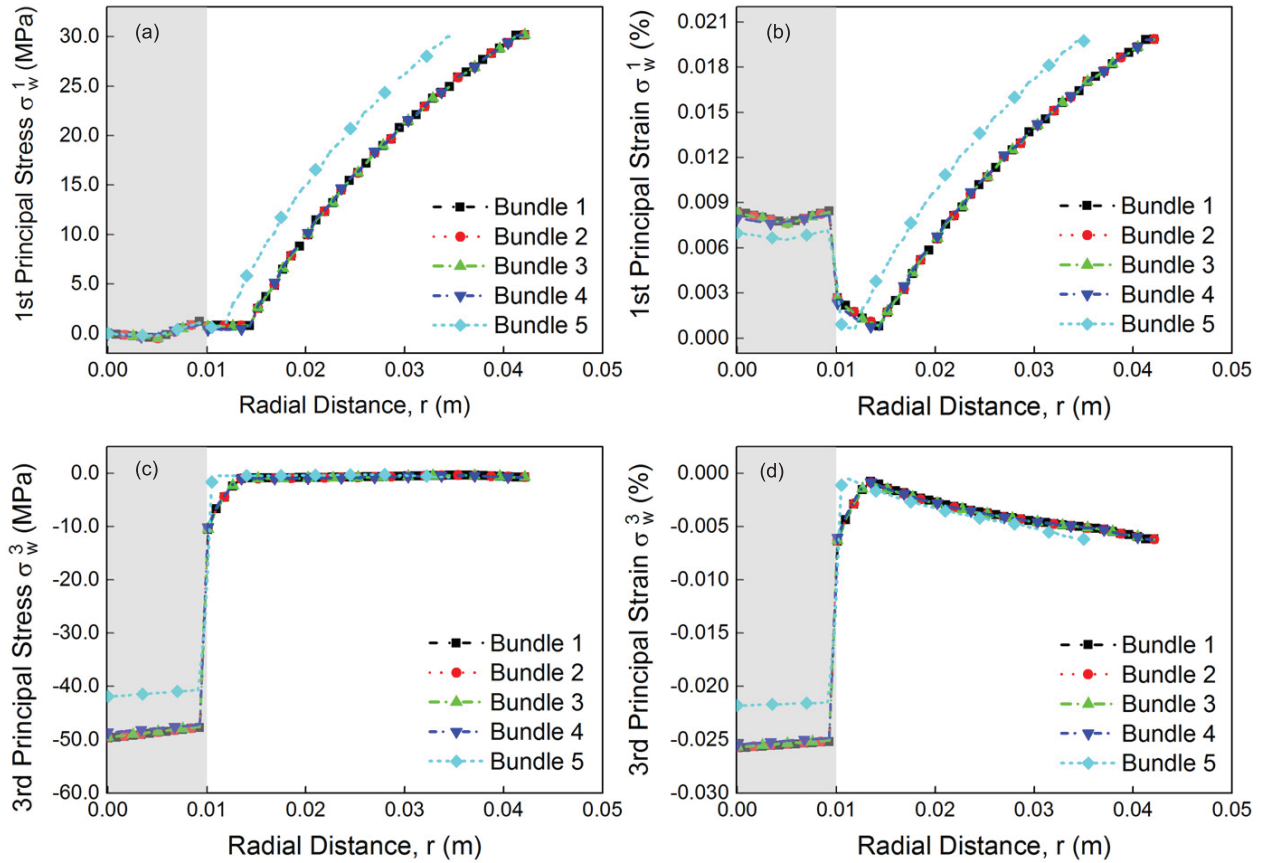 (a)
1st Principal Stress σ w 1 (MPa)
30.0
25.0
20.0
15.0
10.0
5.0
0.0
Bundle 1
Bundle 2
Bundle 3
Bundle 4
Bundle 5
0.00 0.01 0.02 0.03 0.04 0.05
Radial Distance, r (m)
(b)
1st Principal Strain σ w 1 (%)
0.021
0.018
0.015
0.012
0.009
0.006
0.003
0.000
Bundle 1
Bundle 2
Bundle 3
Bundle 4
Bundle 5
0.00 0.01 0.02 0.03 0.04 0.05
Radial Distance, r (m)
(c)
3rd Principal Stress σ w 3 (MPa)
0.0
-10.0
-20.0
-30.0
-40.0
-50.0
-60.0
Bundle 1
Bundle 2
Bundle 3
Bundle 4
Bundle 5
0.00 0.01 0.02 0.03 0.04 0.05
Radial Distance, r (m)
(d)
3rd Principal Strain σ w 3 (%)
0.000
-0.005
-0.010
-0.015
-0.020
-0.025
-0.030
Bundle 1
Bundle 2
Bundle 3
Bundle 4
Bundle 5
0.00 0.01 0.02 0.03 0.04 0.05
Radial Distance, r (m)